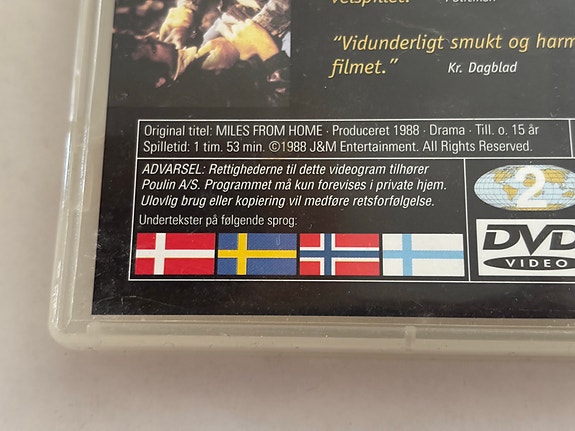 velspillet." Politiken
"Vidunderligt smukt og harm
filmet." Kr. Dagblad
Original titel: MILES FROM HOME · Produceret 1988 · Drama · Till. o. 15 år
Spilletid: 1 tim. 53 min. ©1988 J&M Entertainment. All Rights Reserved.
ADVARSEL: Rettighederne til dette videogram tilhører
Poulin A/S. Programmet må kun forevises i private hjem.
Ulovlig brug eller kopiering vil medføre retsforfølgelse.
Undertekster på følgende sprog:
2
DVD
VIDEO